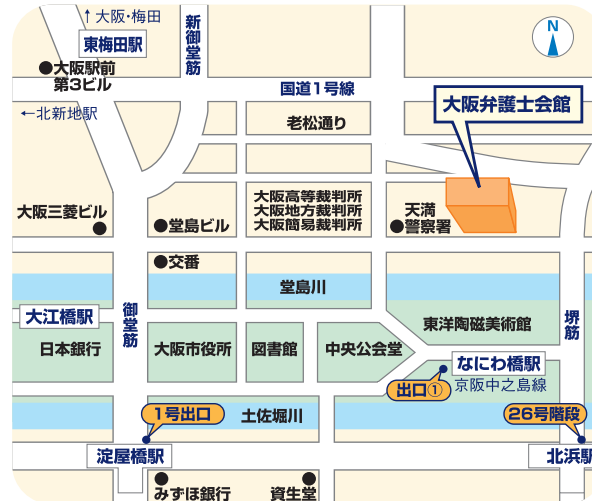 ↑大阪・梅田
東梅田駅
新御堂筋
N
●大阪駅前
第3ビル
国道1号線
←北新地駅
大阪弁護士会館
老松通り
大阪高等裁判所
大阪地方裁判所
大阪簡易裁判所
天満
警察署
大阪三菱ビル
堂島ビル
交番
堂島川
大江橋駅
御堂筋
東洋陶磁美術館
堺筋
日本銀行
大阪市役所
図書館
中央公会堂
なにわ橋駅
京阪中之島線
出口①
1号出口
土佐堀川
26号階段
淀屋橋駅
北浜駅
みずほ銀行
資生堂